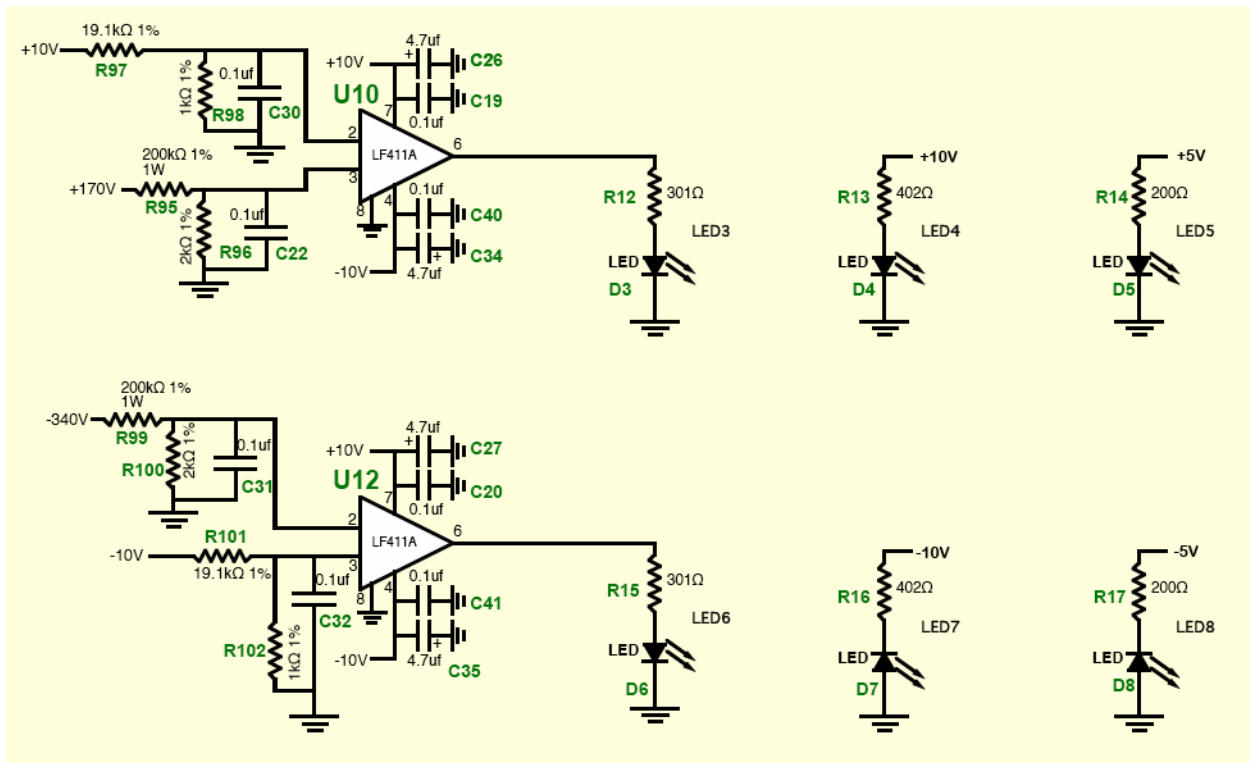 19.1kΩ 1%
+10V
R97
1kΩ 1%
0.1uf
R98
C30
200kΩ 1%
1W
+170V
R95
2kΩ 1%
0.1uf
R96
C22
4.7uf
+
+10V
C26
U10
7
C19
0.1uf
2
LF411A
6
3
8
4
0.1uf
C40
C34
-10V
+
4.7uf
R12
301Ω
LED3
LED
D3
+10V
R13
402Ω
LED4
LED
D4
+5V
R14
200Ω
LED5
LED
D5
200kΩ 1%
1W
-340V
R99
R100
2kΩ 1%
0.1uf
C31
R101
-10V
19.1kΩ 1%
0.1uf
C32
R102
1kΩ 1%
4.7uf
+
+10V
C27
U12
7
C20
0.1uf
2
LF411A
6
3
8
4
0.1uf
C41
-10V
+
4.7uf
C35
R15
301Ω
LED6
LED
D6
-10V
R16
402Ω
LED7
LED
D7
-5V
R17
200Ω
LED8
LED
D8